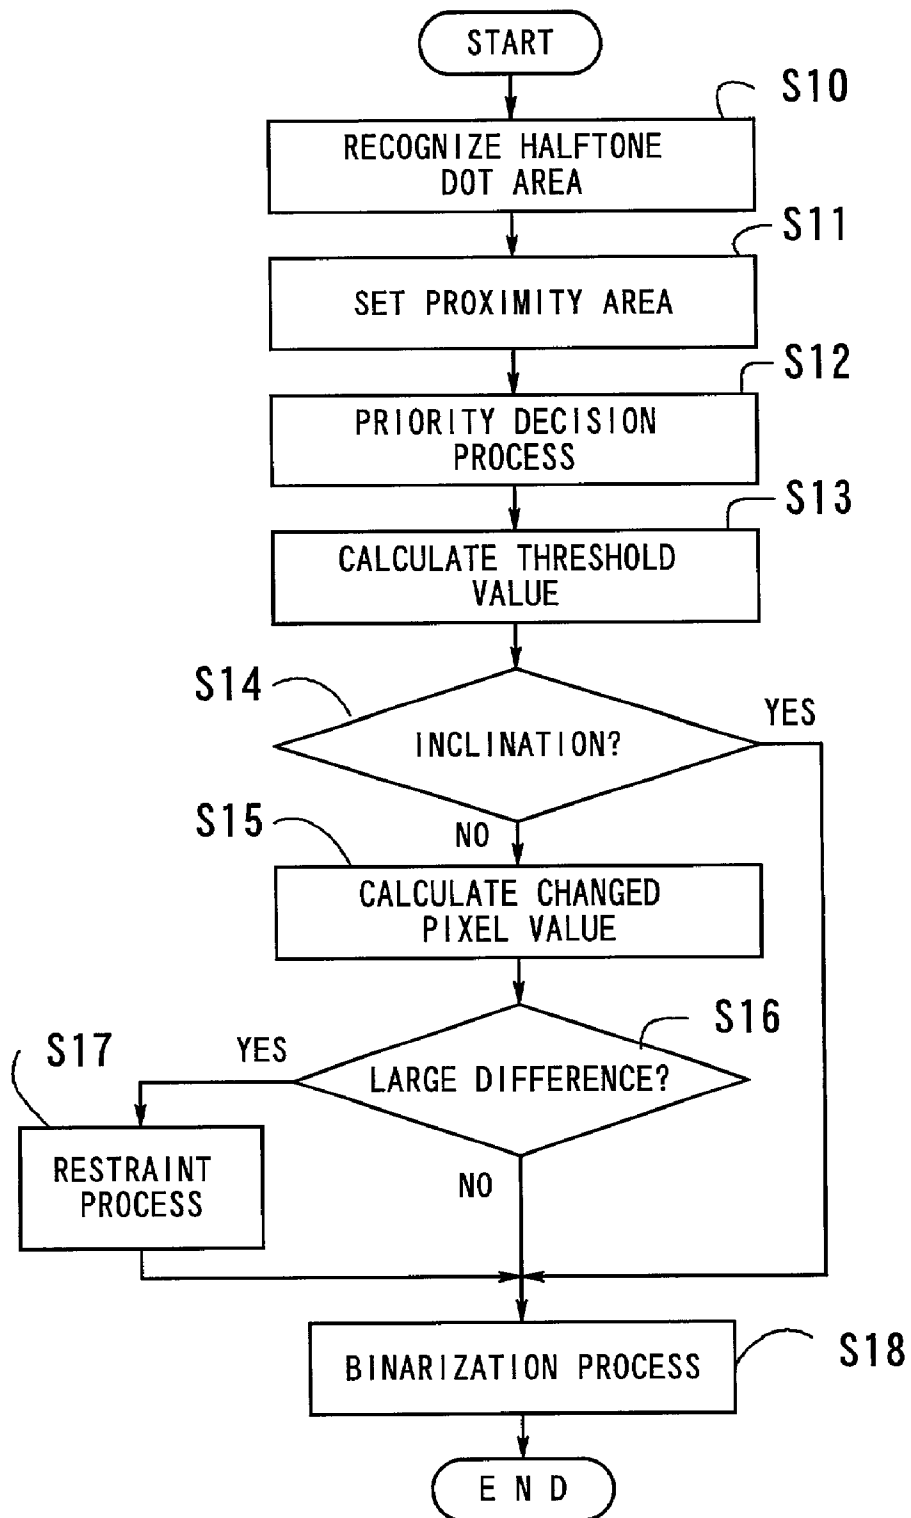 START
S10
RECOGNIZE HALFTONE
DOT AREA
S11
SET PROXIMITY AREA
S12
PRIORITY DECISION
PROCESS
S13
CALCULATE THRESHOLD
VALUE
S14
YES
INCLINATION?
S15
NO
CALCULATE CHANGED
PIXEL VALUE
S16
S17
YES
LARGE DIFFERENCE?
RESTRAINT
PROCESS
NO
S18
BINARIZATION PROCESS
E N D